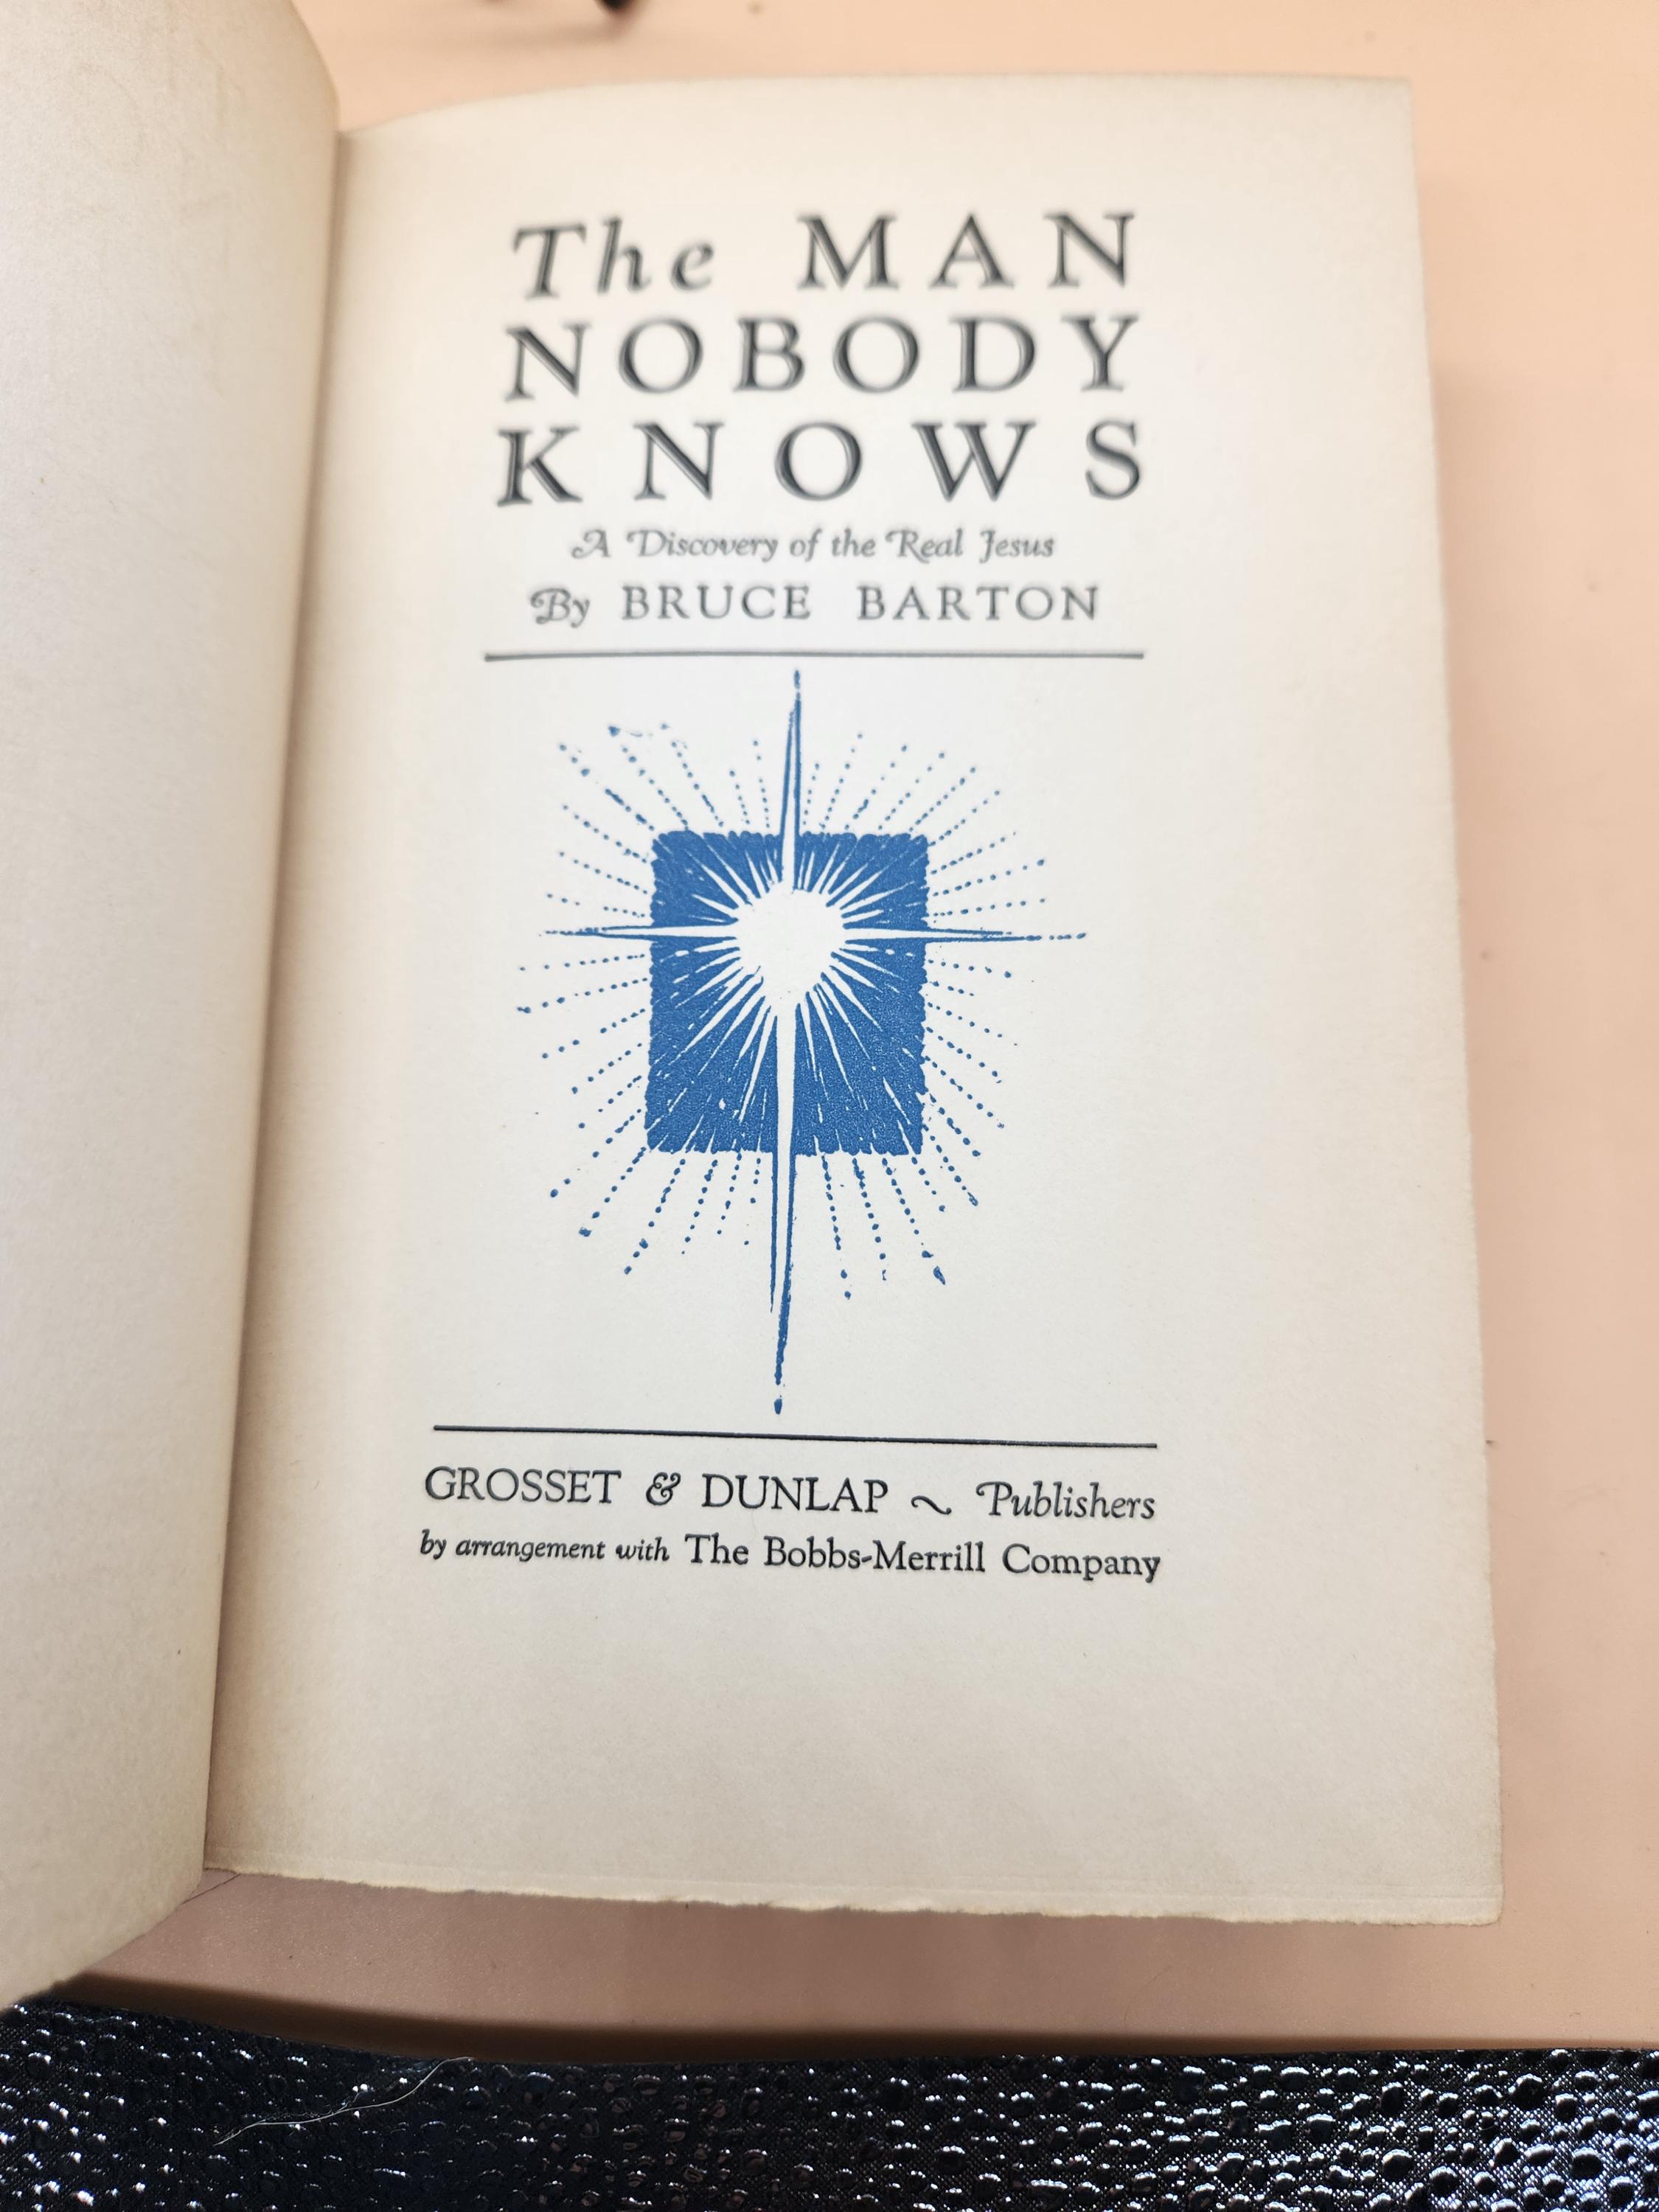 The MAN
NOBODY
KNOWS
A Discovery of the Real Jesus
By BRUCE BARTON
GROSSET & DUNLAP ~ Publishers
by arrangement with The Bobbs-Merrill Company